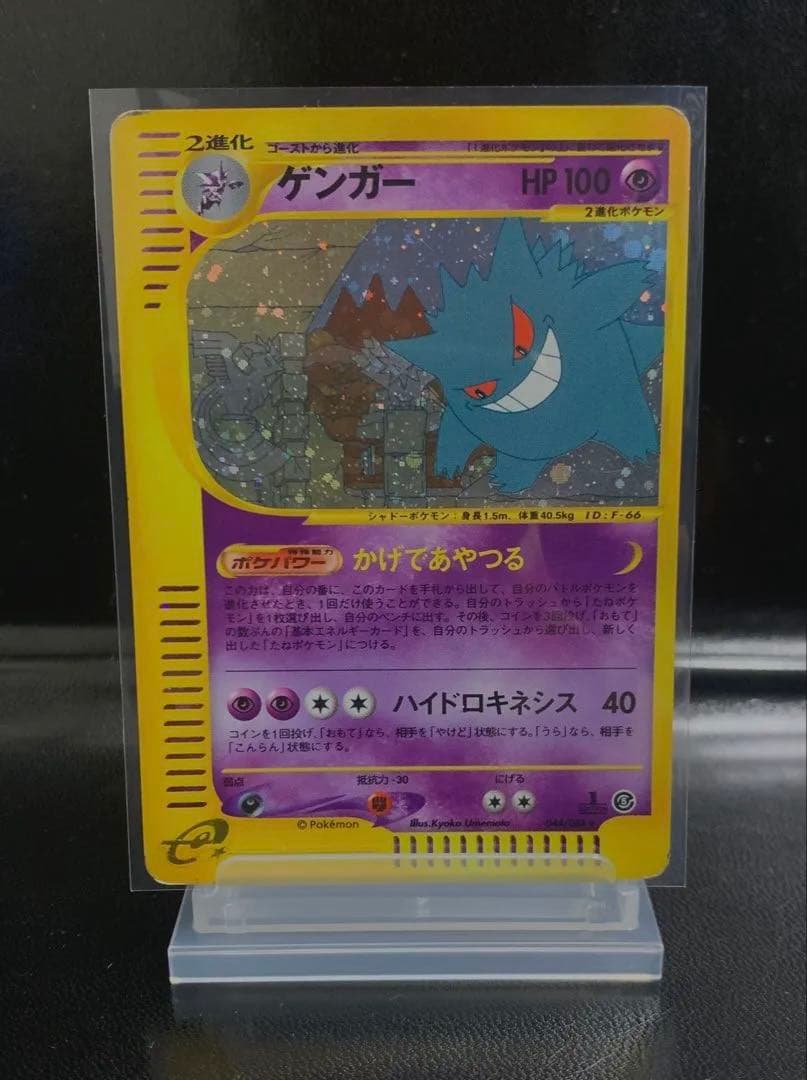 2進化 ゴーストから進化
ゲンガー HP 100
2進化ポケモン
シャドーポケモン:身長1.5m、体重40.5kg ID:F-66
特殊能力
ポケパワー かげであやつる
この力は、自分の番に、このカードを手札から出して、自分のバトルポケモンを
進化させたとき、1回だけ使うことができる。自分のトラッシュから「たねポケ
モン」を1枚選び出し、自分のベンチに出す。その後、コインを3回投げ、「おもて」
の数ぶんの「基本エネルギーカード」を、自分のトラッシュから選び出し、新しく
出した「たねポケモン」につける。
ハイドロキネシス 40
コインを1回投げ、「おもて」なら、相手を「やけど」状態にする。「うら」なら、相手を
「こんらん」状態にする。
弱点 抵抗力 -30 にげる
© Pokémon Illus.Kyoko Umemoto